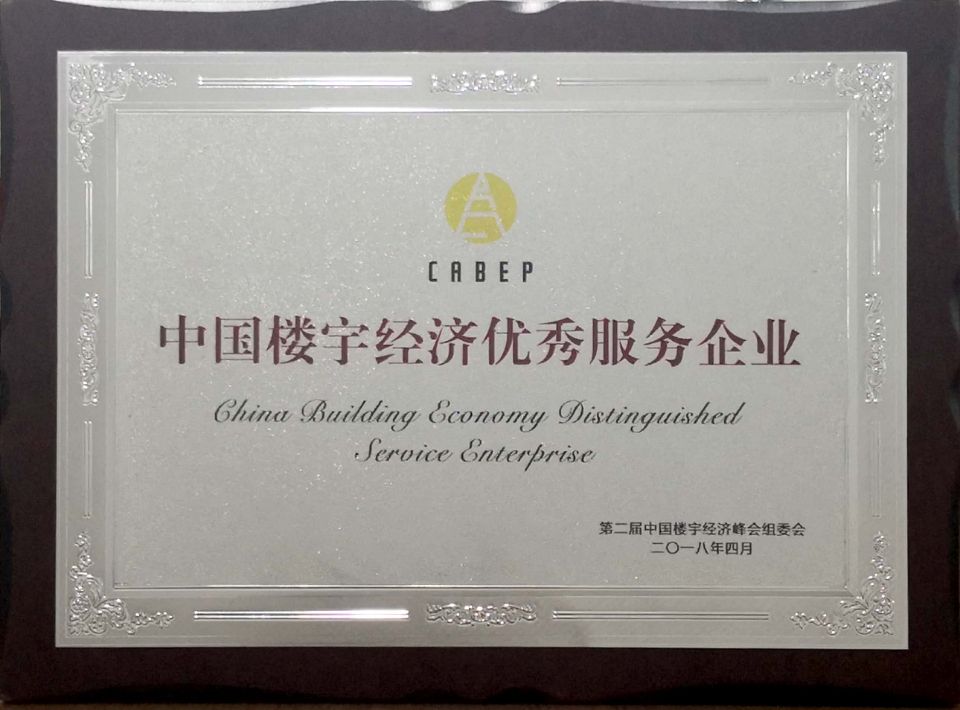 CABEP
中国楼宇经济优秀服务企业
China Building Economy Distinguished
Service Enterprise
第二届中国楼宇经济峰会组委会
二〇一八年四月